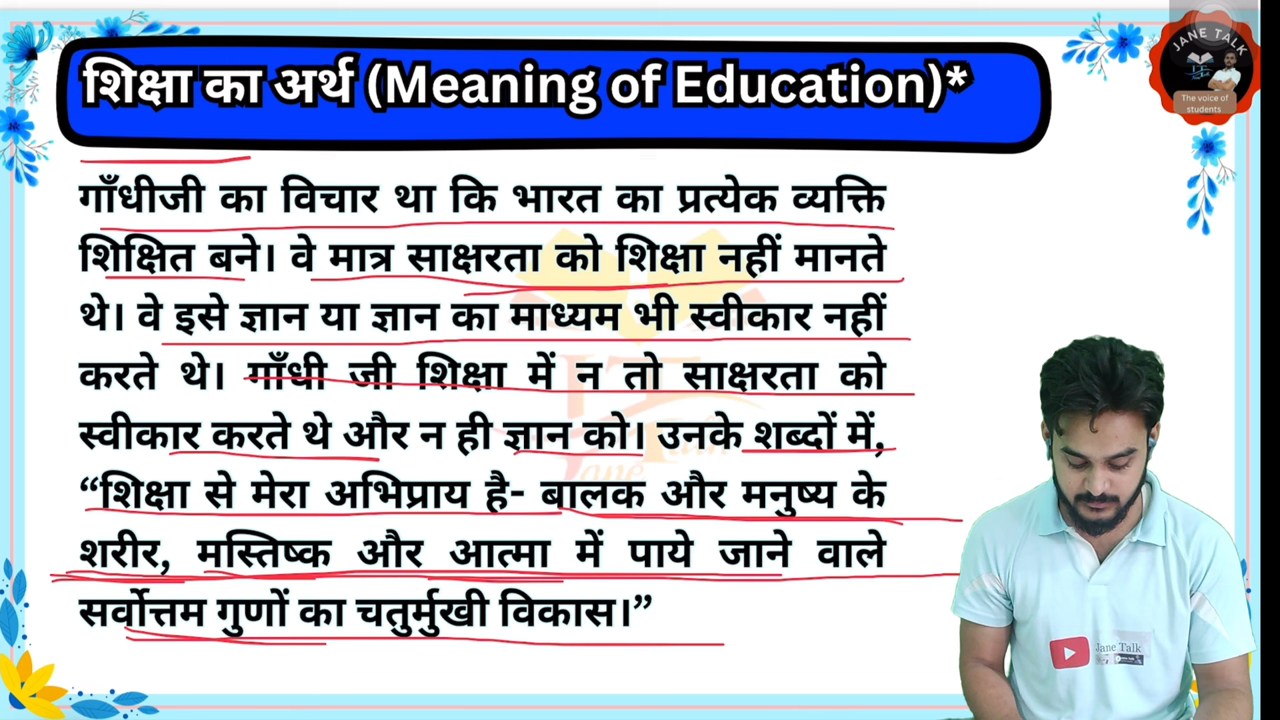 शिक्षा का अर्थ (Meaning of Education)*
JANE TALK
The voice of
students
गाँधीजी का विचार था कि भारत का प्रत्येक व्यक्ति
शिक्षित बने। वे मात्र साक्षरता को शिक्षा नहीं मानते
थे। वे इसे ज्ञान या ज्ञान का माध्यम भी स्वीकार नहीं
करते थे। गाँधी जी शिक्षा में न तो साक्षरता को
स्वीकार करते थे और न ही ज्ञान को। उनके शब्दों में,
“शिक्षा से मेरा अभिप्राय है- बालक और मनुष्य के
शरीर, मस्तिष्क और आत्मा में पाये जाने वाले
सर्वोत्तम गुणों का चतुर्मुखी विकास।”
Jane Talk
Jane Talk